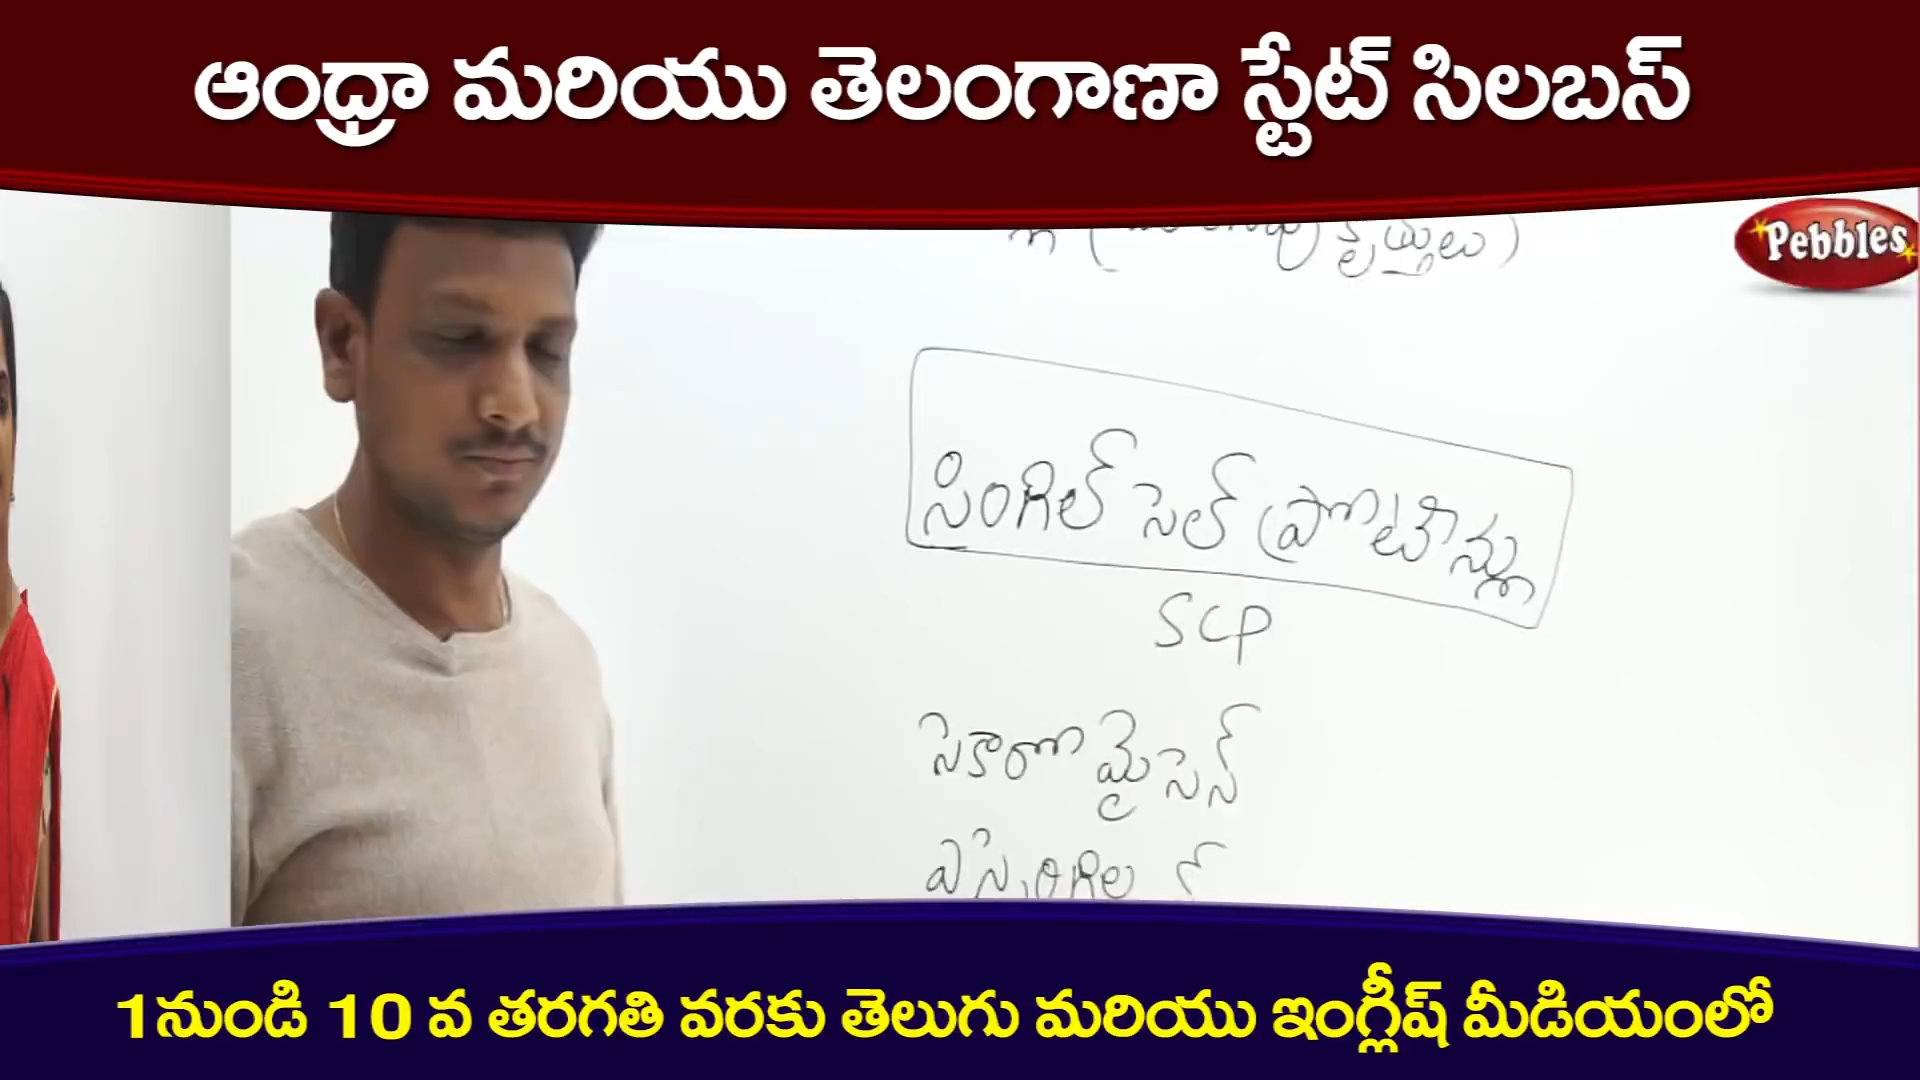 ఆంధ్రా మరియు తెలంగాణా స్టేట్ సిలబస్
Pebbles
కృత్తులు)
సింగిల్ సెల్ ప్రోటీన్లు
SCP
సెకారోమైసెస్
1నుండి 10 వ తరగతి వరకు తెలుగు మరియు ఇంగ్లీష్ మీడియంలో